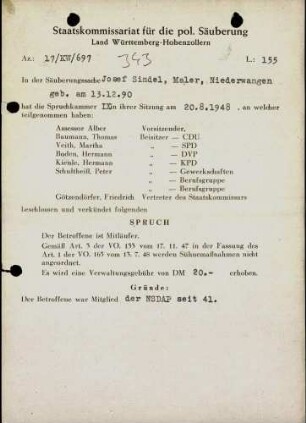 Staatskommissariat für die pol. Säuberung
Land Württemberg-Hohenzollern
Az.: 17/XIV/697 343 L.: 155
In der Säuberungssache Josef Zindel, Maler, Niederwangen
geb. am 13.12.90
hat die Spruchkammer IX in ihrer Sitzung am 20.8.1948, an welcher
teilgenommen haben:
Assessor Alber Vorsitzender,
Baumann, Thomas Beisitzer — CDU
Veith, Martha „ — SPD
Buden, Hermann „ — DVP
Kienle, Hermann „ — KPD
Schultheiß, Peter „ — Gewerkschaften
„ — Berufsgruppe
„ — Berufsgruppe
Götzendörfer, Friedrich Vertreter des Staatskommissars
beschlossen und verkündet folgenden
SPRUCH
Der Betroffene ist Mitläufer.
Gemäß Art. 3 der VO. 133 vom 17. 11. 47 in der Fassung des
Art. 1 der VO. 165 vom 13. 7. 48 werden Sühnemaßnahmen nicht
angeordnet.
Es wird eine Verwaltungsgebühr von DM 20.- erhoben.
Gründe:
Der Betroffene war Mitglied der NSDAP seit 41.